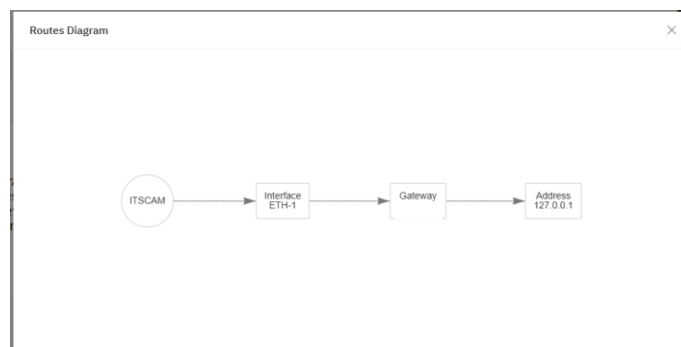 Routes Diagram
ITSCAM
Interface
ETH-1
Gateway
Address
127.0.0.1